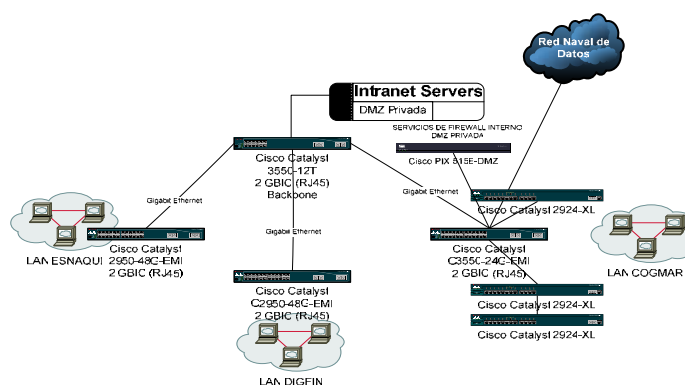 Red Naval de
Datos
Intranet Servers
DMZ Privada
SERVICIOS DE FIREWALL INTERNO
DMZ PRIVADA
Cisco PIX 515E-DMZ
Cisco Catalyst
3550-12T
2 GBIC (RJ45)
Backbone
Gigabit Ethernet
Gigabit Ethernet
Gigabit Ethernet
Cisco Catalyst 2924-XL
LAN ESNAQUI
Cisco Catalyst
2950-48G-EMI
2 GBIC (RJ45)
Cisco Catalyst
C3550-24G-EMI
2 GBIC (RJ45)
LAN COGMAR
Cisco Catalyst
C2950-48G-EMI
2 GBIC (RJ45)
Cisco Catalyst 2924-XL
Cisco Catalyst 2924-XL
LAN DIGFIN